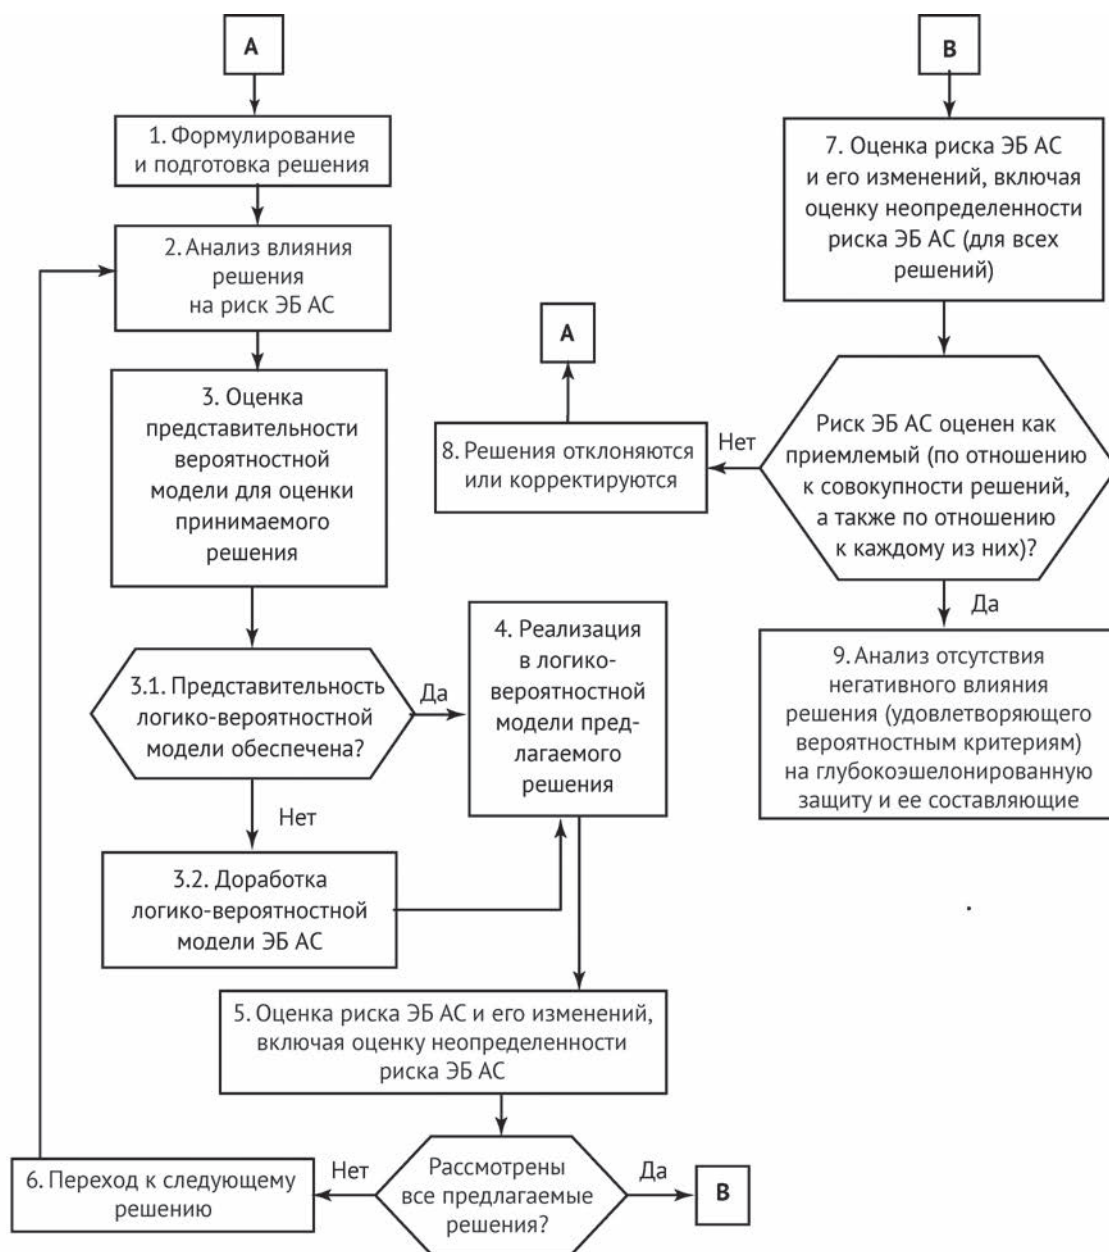 А
1. Формулирование
и подготовка решения
2. Анализ влияния
решения
на риск ЭБ АС
3. Оценка
представительности
вероятностной
модели для оценки
принимаемого
решения
3.1. Представительность
логико-вероятностной
модели обеспечена?
Да
Нет
3.2. Доработка
логико-вероятностной
модели ЭБ АС
4. Реализация
в логико-
вероятностной
модели пред-
лагаемого
решения
5. Оценка риска ЭБ АС и его изменений,
включая оценку неопределенности
риска ЭБ АС
Рассмотрены
все предлагаемые
решения?
Нет
6. Переход к следующему
решению
Да
В
В
7. Оценка риска ЭБ АС
и его изменений, включая
оценку неопределенности
риска ЭБ АС (для всех
решений)
Риск ЭБ АС оценен как
приемлемый (по отношению
к совокупности решений,
а также по отношению
к каждому из них)?
Нет
8. Решения отклоняются
или корректируются
А
Да
9. Анализ отсутствия
негативного влияния
решения (удовлетворяющего
вероятностным критериям)
на глубокоэшелонированную
защиту и ее составляющие